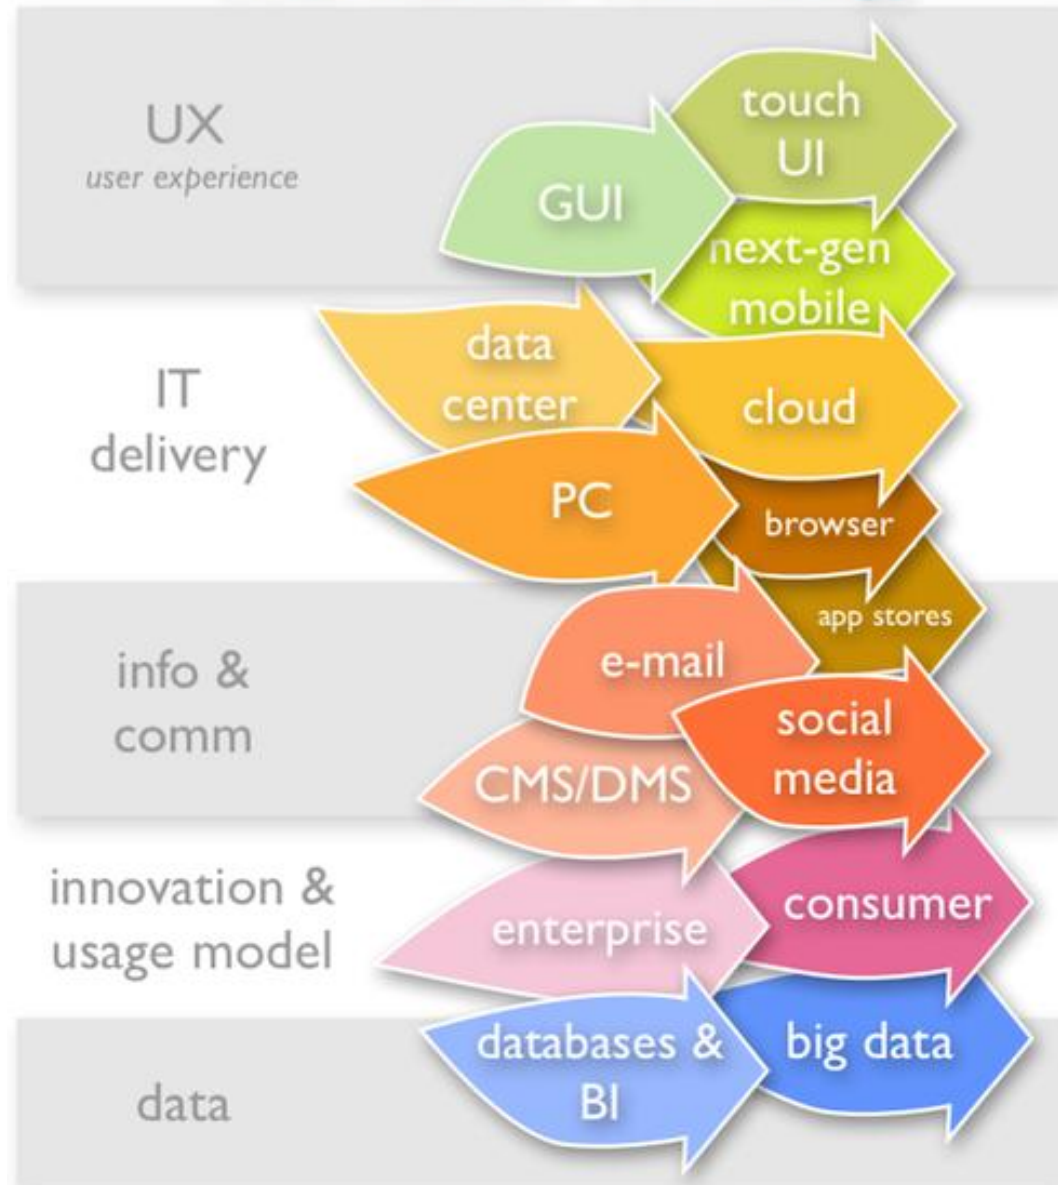 UX
user experience
touch
UI
GUI
next-gen
mobile
IT
delivery
data
center
cloud
PC
browser
app stores
info &
comm
e-mail
social
media
CMS/DMS
innovation &
usage model
enterprise
consumer
data
databases &
BI
big data